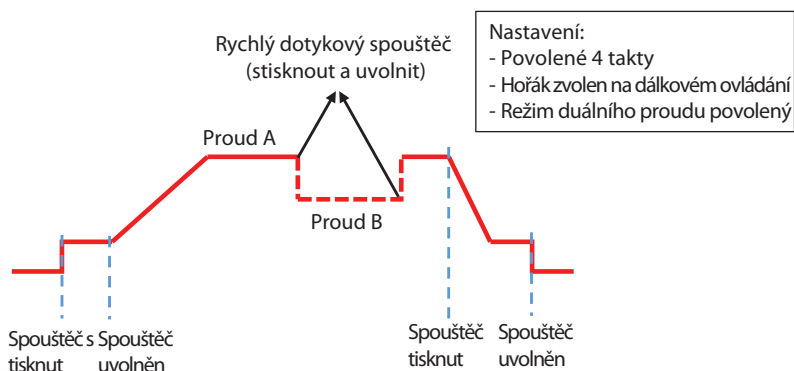 Rychlý dotykový spouštěč
(stisknout a uvolnit)
Nastavení:
- Povolené 4 takty
- Hořák zvolen na dálkovém ovládání
- Režim duálního proudu povolený
Proud A
Proud B
Spouštěč s
tisknut
Spouštěč
uvolněn
Spouštěč
tisknut
Spouštěč
uvolněn